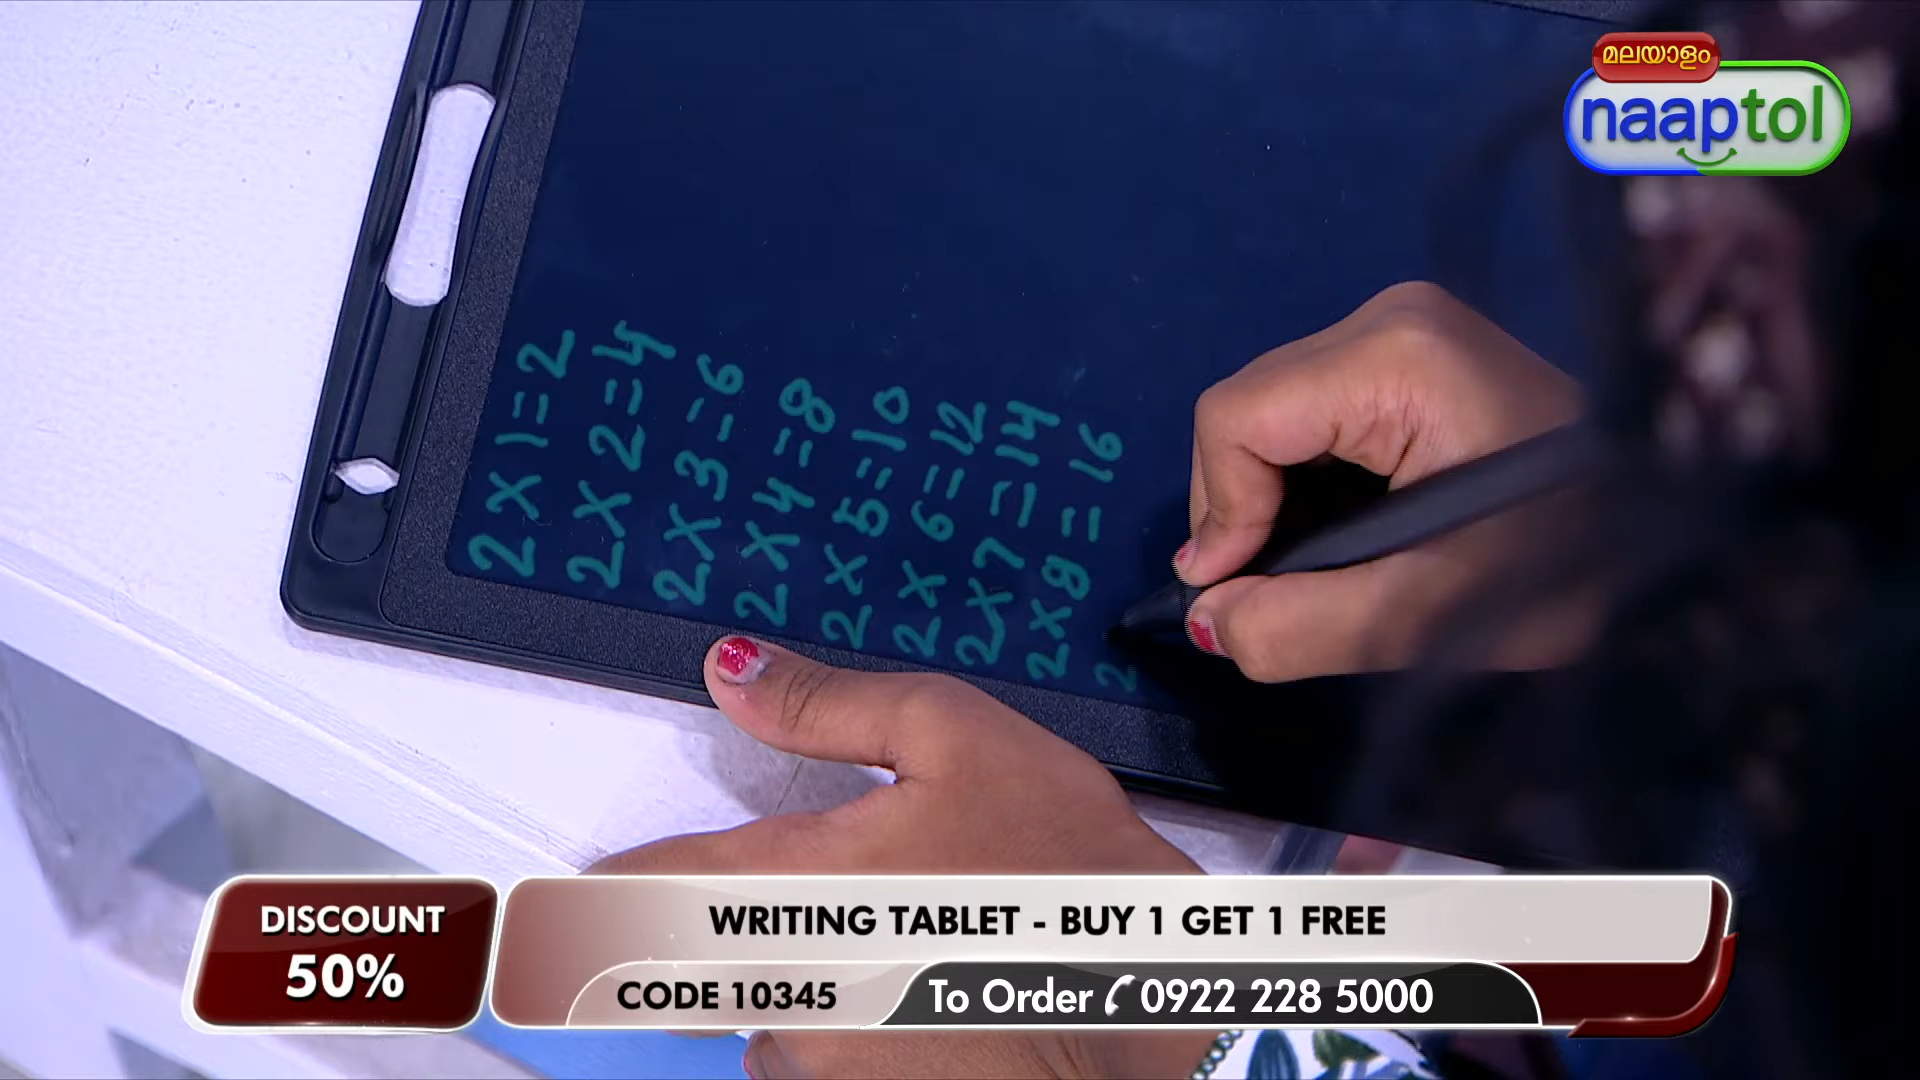 മലയാളം
naaptol
2 x 1 = 2
2 x 2 = 4
2 x 3 = 6
2 x 4 = 8
2 x 5 = 10
2 x 6 = 12
2 x 7 = 14
2 x 8 = 16
2
DISCOUNT
50%
WRITING TABLET - BUY 1 GET 1 FREE
CODE 10345
To Order 0922 228 5000